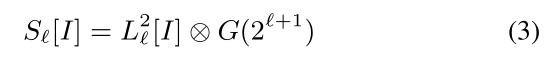 S_ℓ[I] = L_ℓ^2[I] ⊗ G(2^{ℓ+1}) (3)